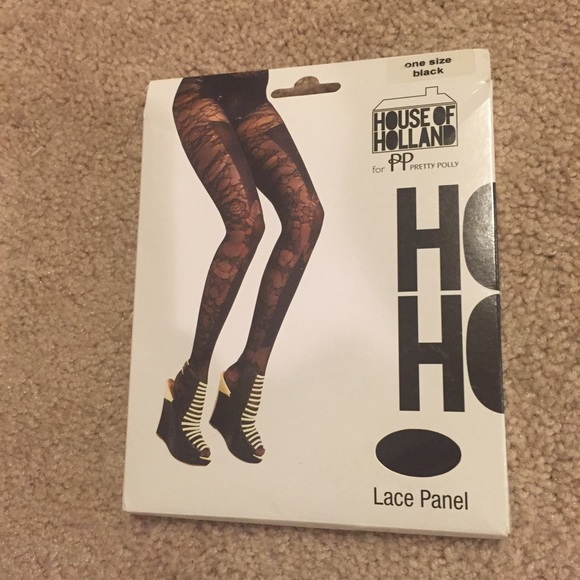 one size
black
HOUSE OF
HOLLAND
for PP PRETTY POLLY
HO
HO
Lace Panel